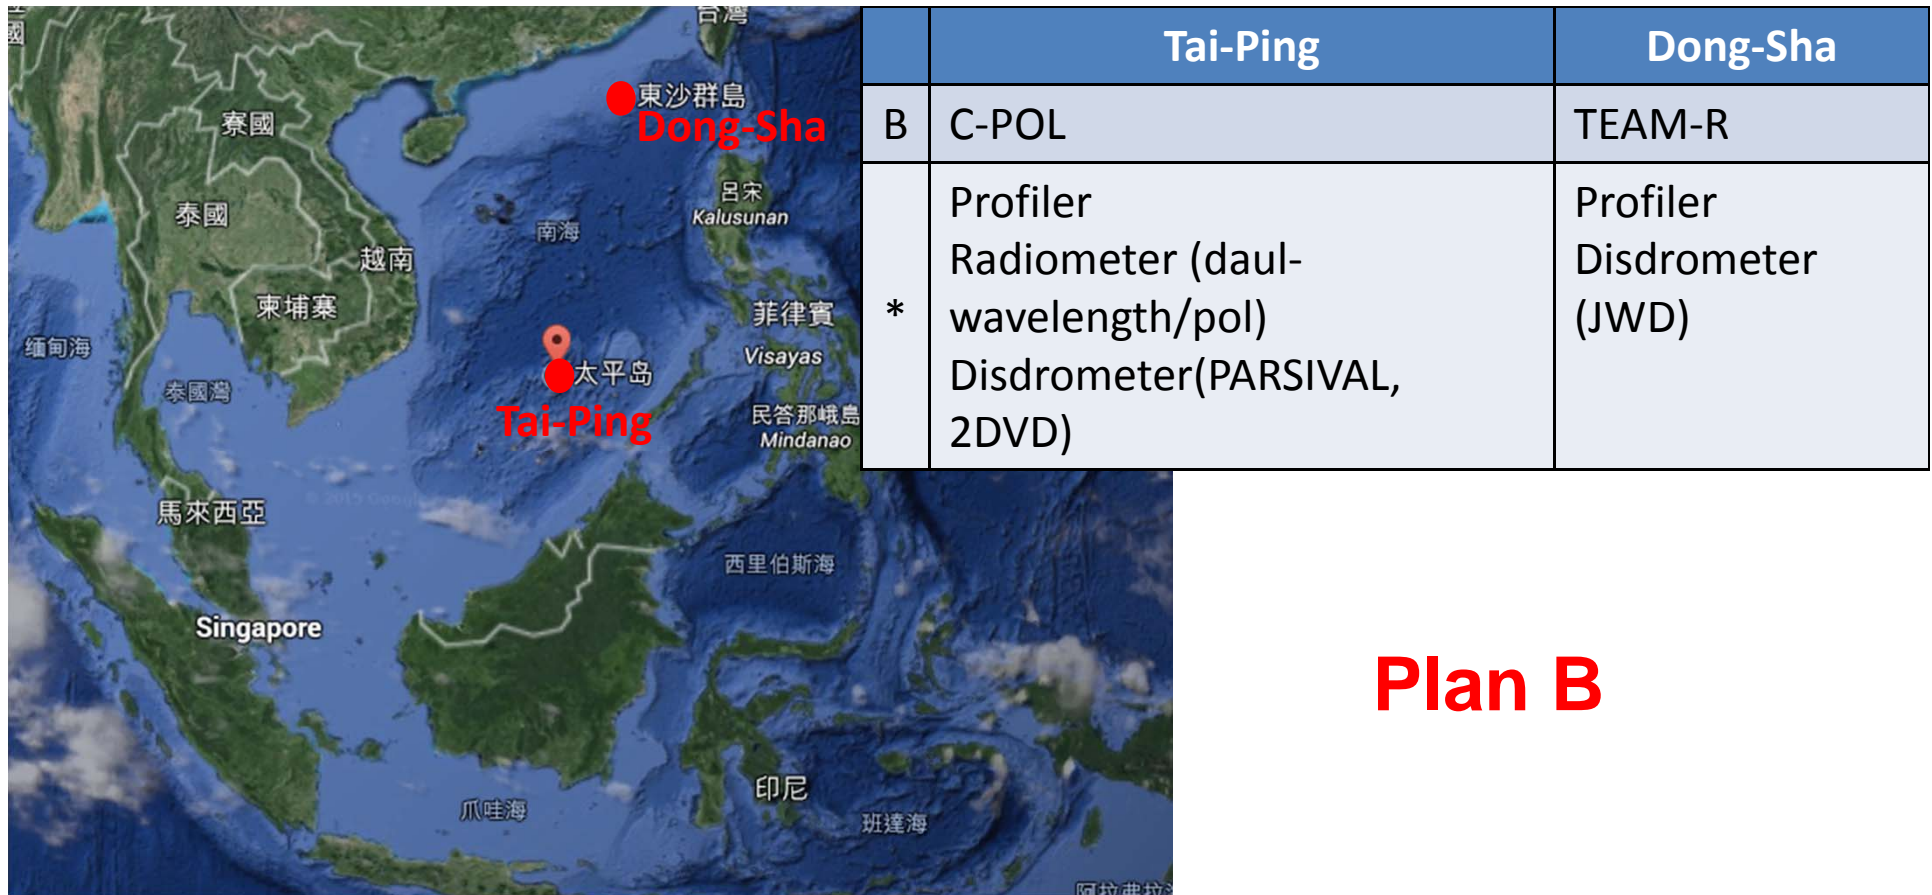 台灣
國
東沙群島
Dong-Sha
寮國
泰國
呂宋
Kalusunan
南海
越南
柬埔寨
菲律賓
缅甸海
Visayas
太平岛
泰國灣
Tai-Ping
民答那峨島
Mindanao
馬來西亞
西里伯斯海
Singapore
印尼
爪哇海
班達海
Tai-Ping
Dong-Sha
B
C-POL
TEAM-R
*
Profiler
Radiometer (daul-
wavelength/pol)
Disdrometer(PARSIVAL,
2DVD)
Profiler
Disdrometer
(JWD)
Plan B